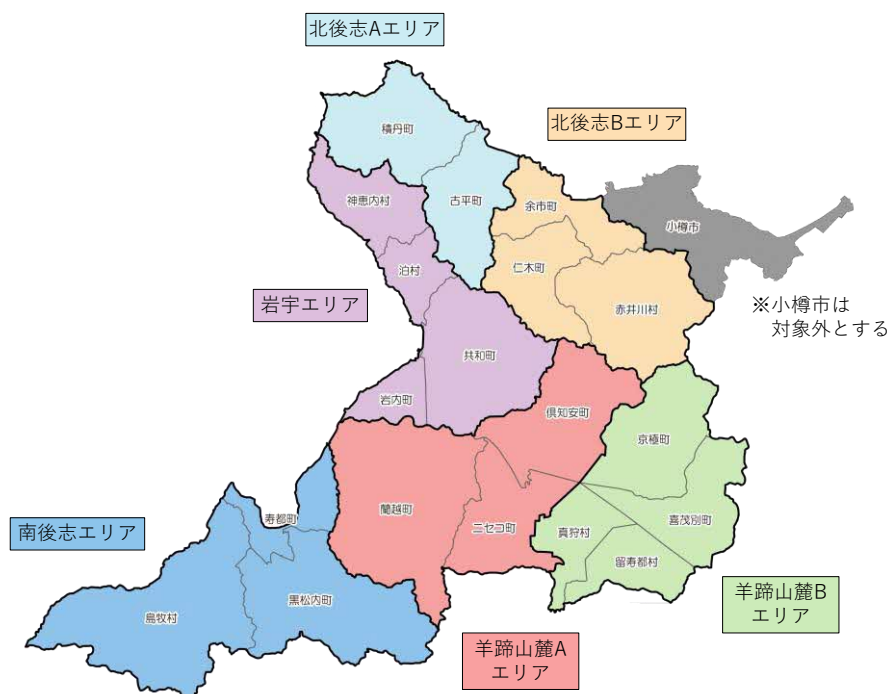 北後志Aエリア
積丹町
北後志Bエリア
神恵内村
古平町
余市町
小樽市
泊村
仁木町
岩宇エリア
赤井川村
※小樽市は
対象外とする
共和町
岩内町
倶知安町
京極町
寿都町
蘭越町
ニセコ町
喜茂別町
南後志エリア
真狩村
留寿都村
島牧村
黒松内町
羊蹄山麓B
エリア
羊蹄山麓A
エリア